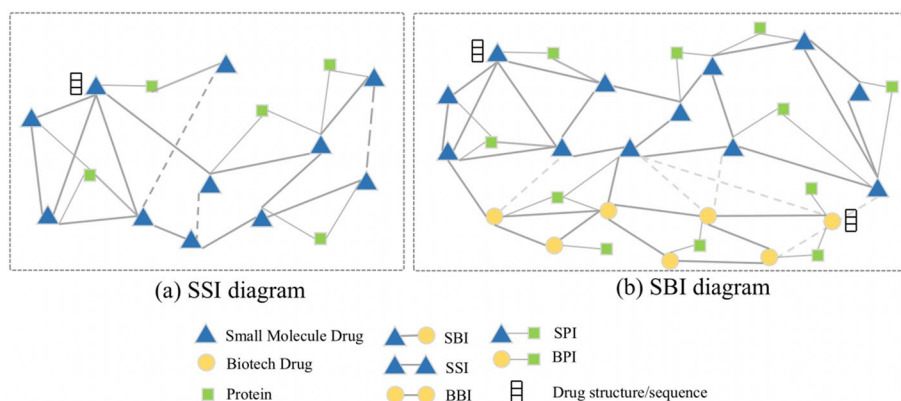 (a) SSI diagram
(b) SBI diagram
Small Molecule Drug
SBI
SPI
Biotech Drug
SSI
BPI
Protein
BBI
Drug structure/sequence